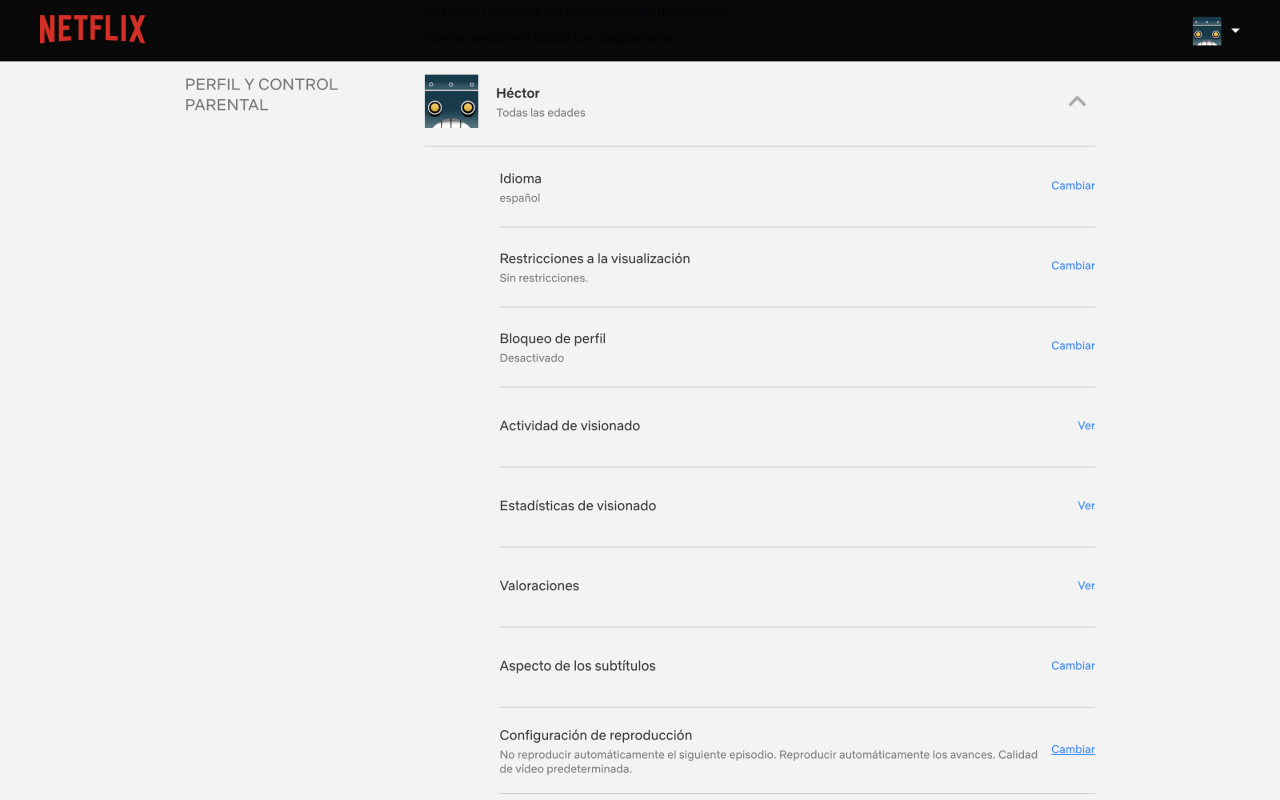 NETFLIX
PERFIL Y CONTROL
PARENTAL
Héctor
Todas las edades
Idioma
español
Cambiar
Restricciones a la visualización
Sin restricciones.
Cambiar
Bloqueo de perfil
Desactivado
Cambiar
Actividad de visionado
Ver
Estadísticas de visionado
Ver
Valoraciones
Ver
Aspecto de los subtítulos
Cambiar
Configuración de reproducción
No reproducir automáticamente el siguiente episodio. Reproducir automáticamente los avances. Calidad
de vídeo predeterminada.
Cambiar